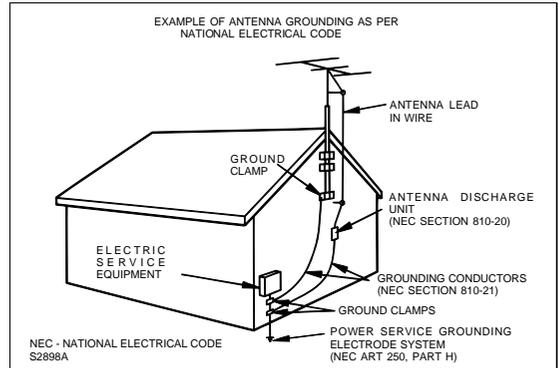 EXAMPLE OF ANTENNA GROUNDING AS PER
NATIONAL ELECTRICAL CODE
ANTENNA LEAD
IN WIRE
GROUND
CLAMP
ANTENNA DISCHARGE
UNIT
(NEC SECTION 810-20)
ELECTRIC
SERVICE
EQUIPMENT
GROUNDING CONDUCTORS
(NEC SECTION 810-21)
GROUND CLAMPS
POWER SERVICE GROUNDING
ELECTRODE SYSTEM
(NEC ART 250, PART H)
NEC - NATIONAL ELECTRICAL CODE
S2898A